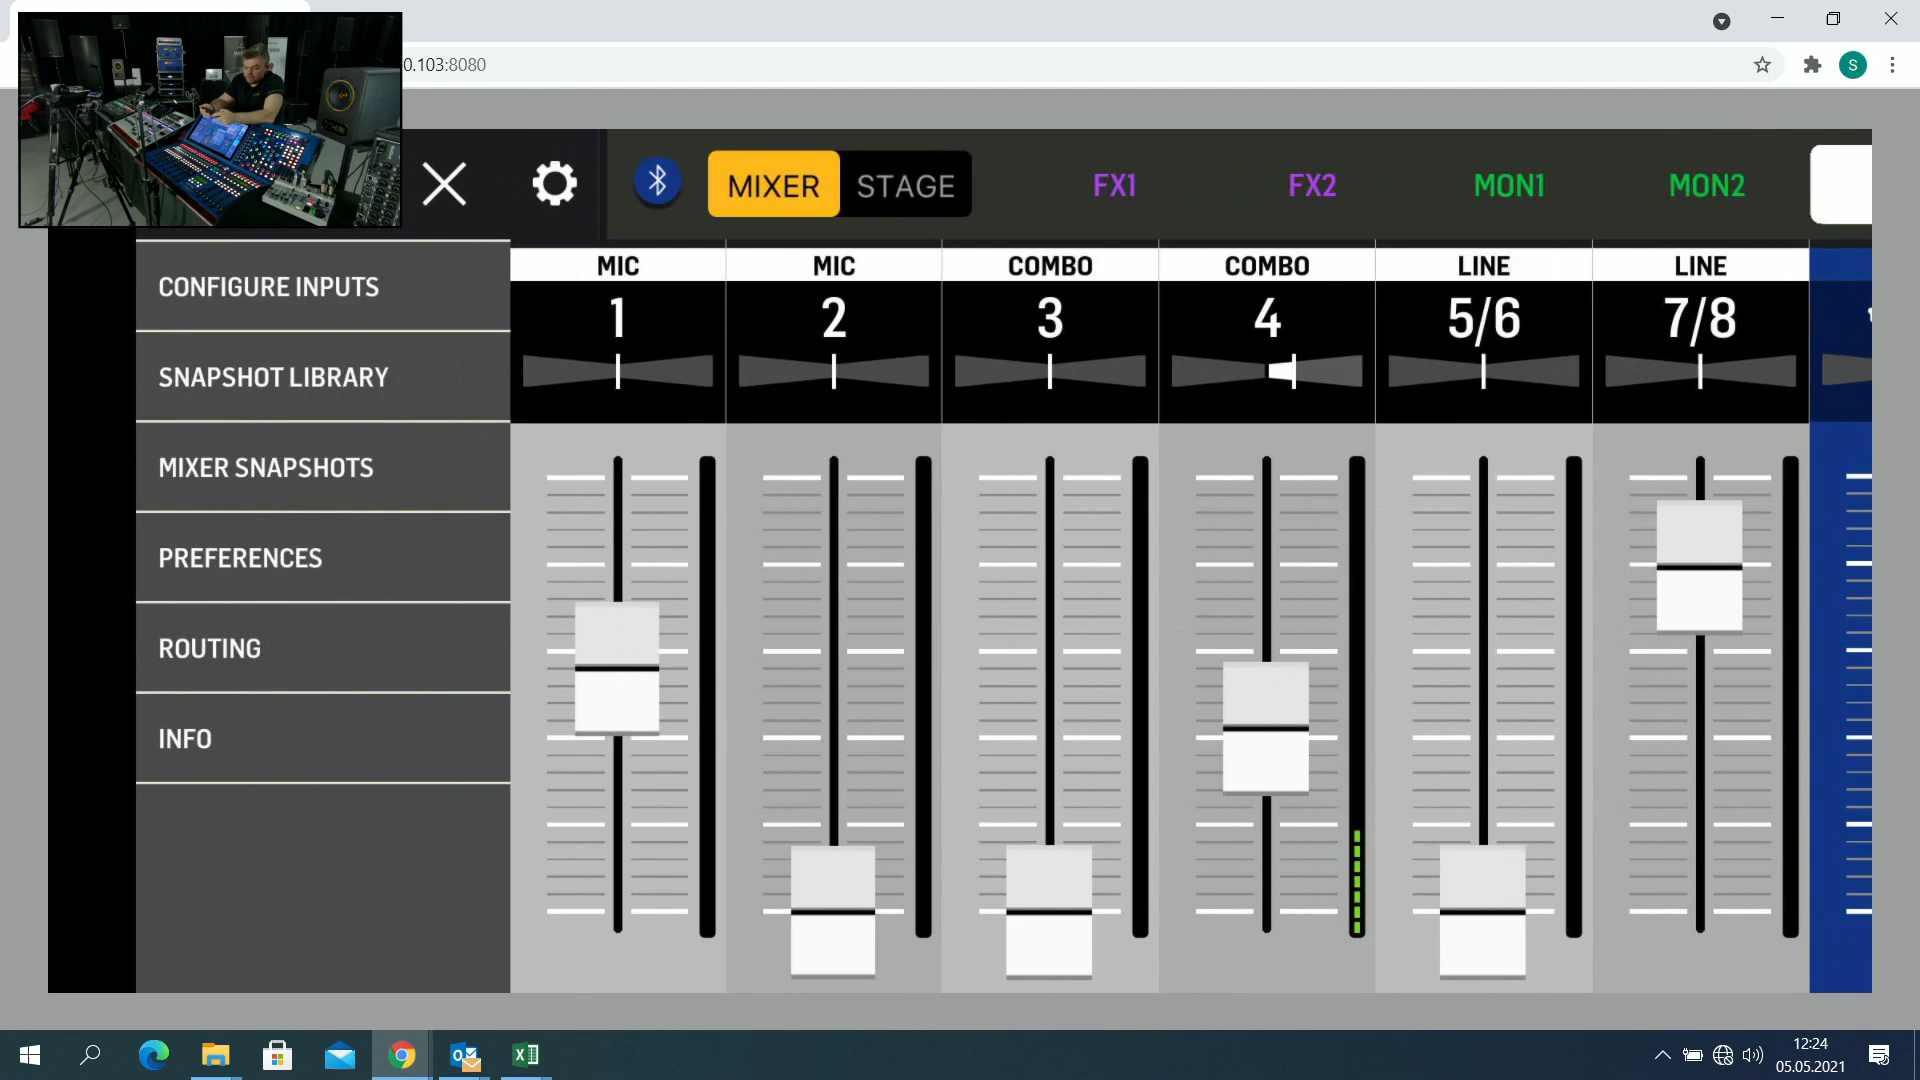 0.103:8080
S
MIXER STAGE FX1 FX2 MON1 MON2
CONFIGURE INPUTS
SNAPSHOT LIBRARY
MIXER SNAPSHOTS
PREFERENCES
ROUTING
INFO
MIC MIC COMBO COMBO LINE LINE
1 2 3 4 5/6 7/8
12:24
05.05.2021